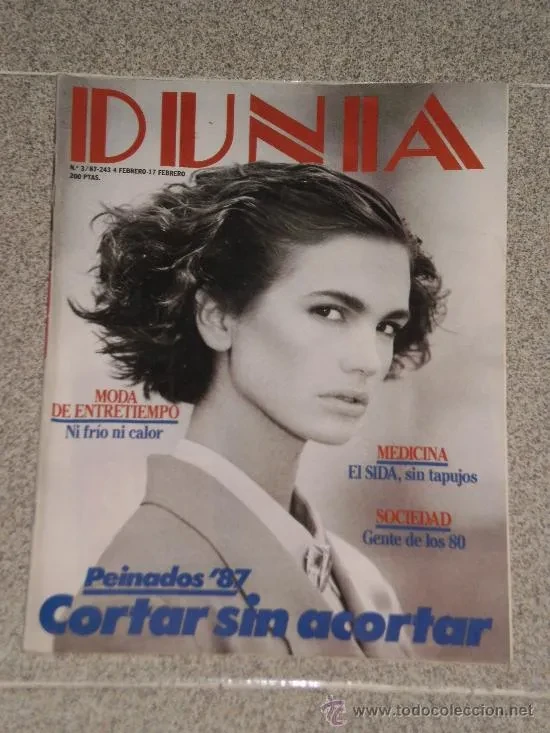 DUNIA
N.º 3/87-243 4 FEBRERO-17 FEBRERO
200 PTAS.
MODA
DE ENTRETIEMPO
Ni frío ni calor
MEDICINA
El SIDA, sin tapujos
SOCIEDAD
Gente de los 80
Peinados '87
Cortar sin acortar
www.todocoleccion.net